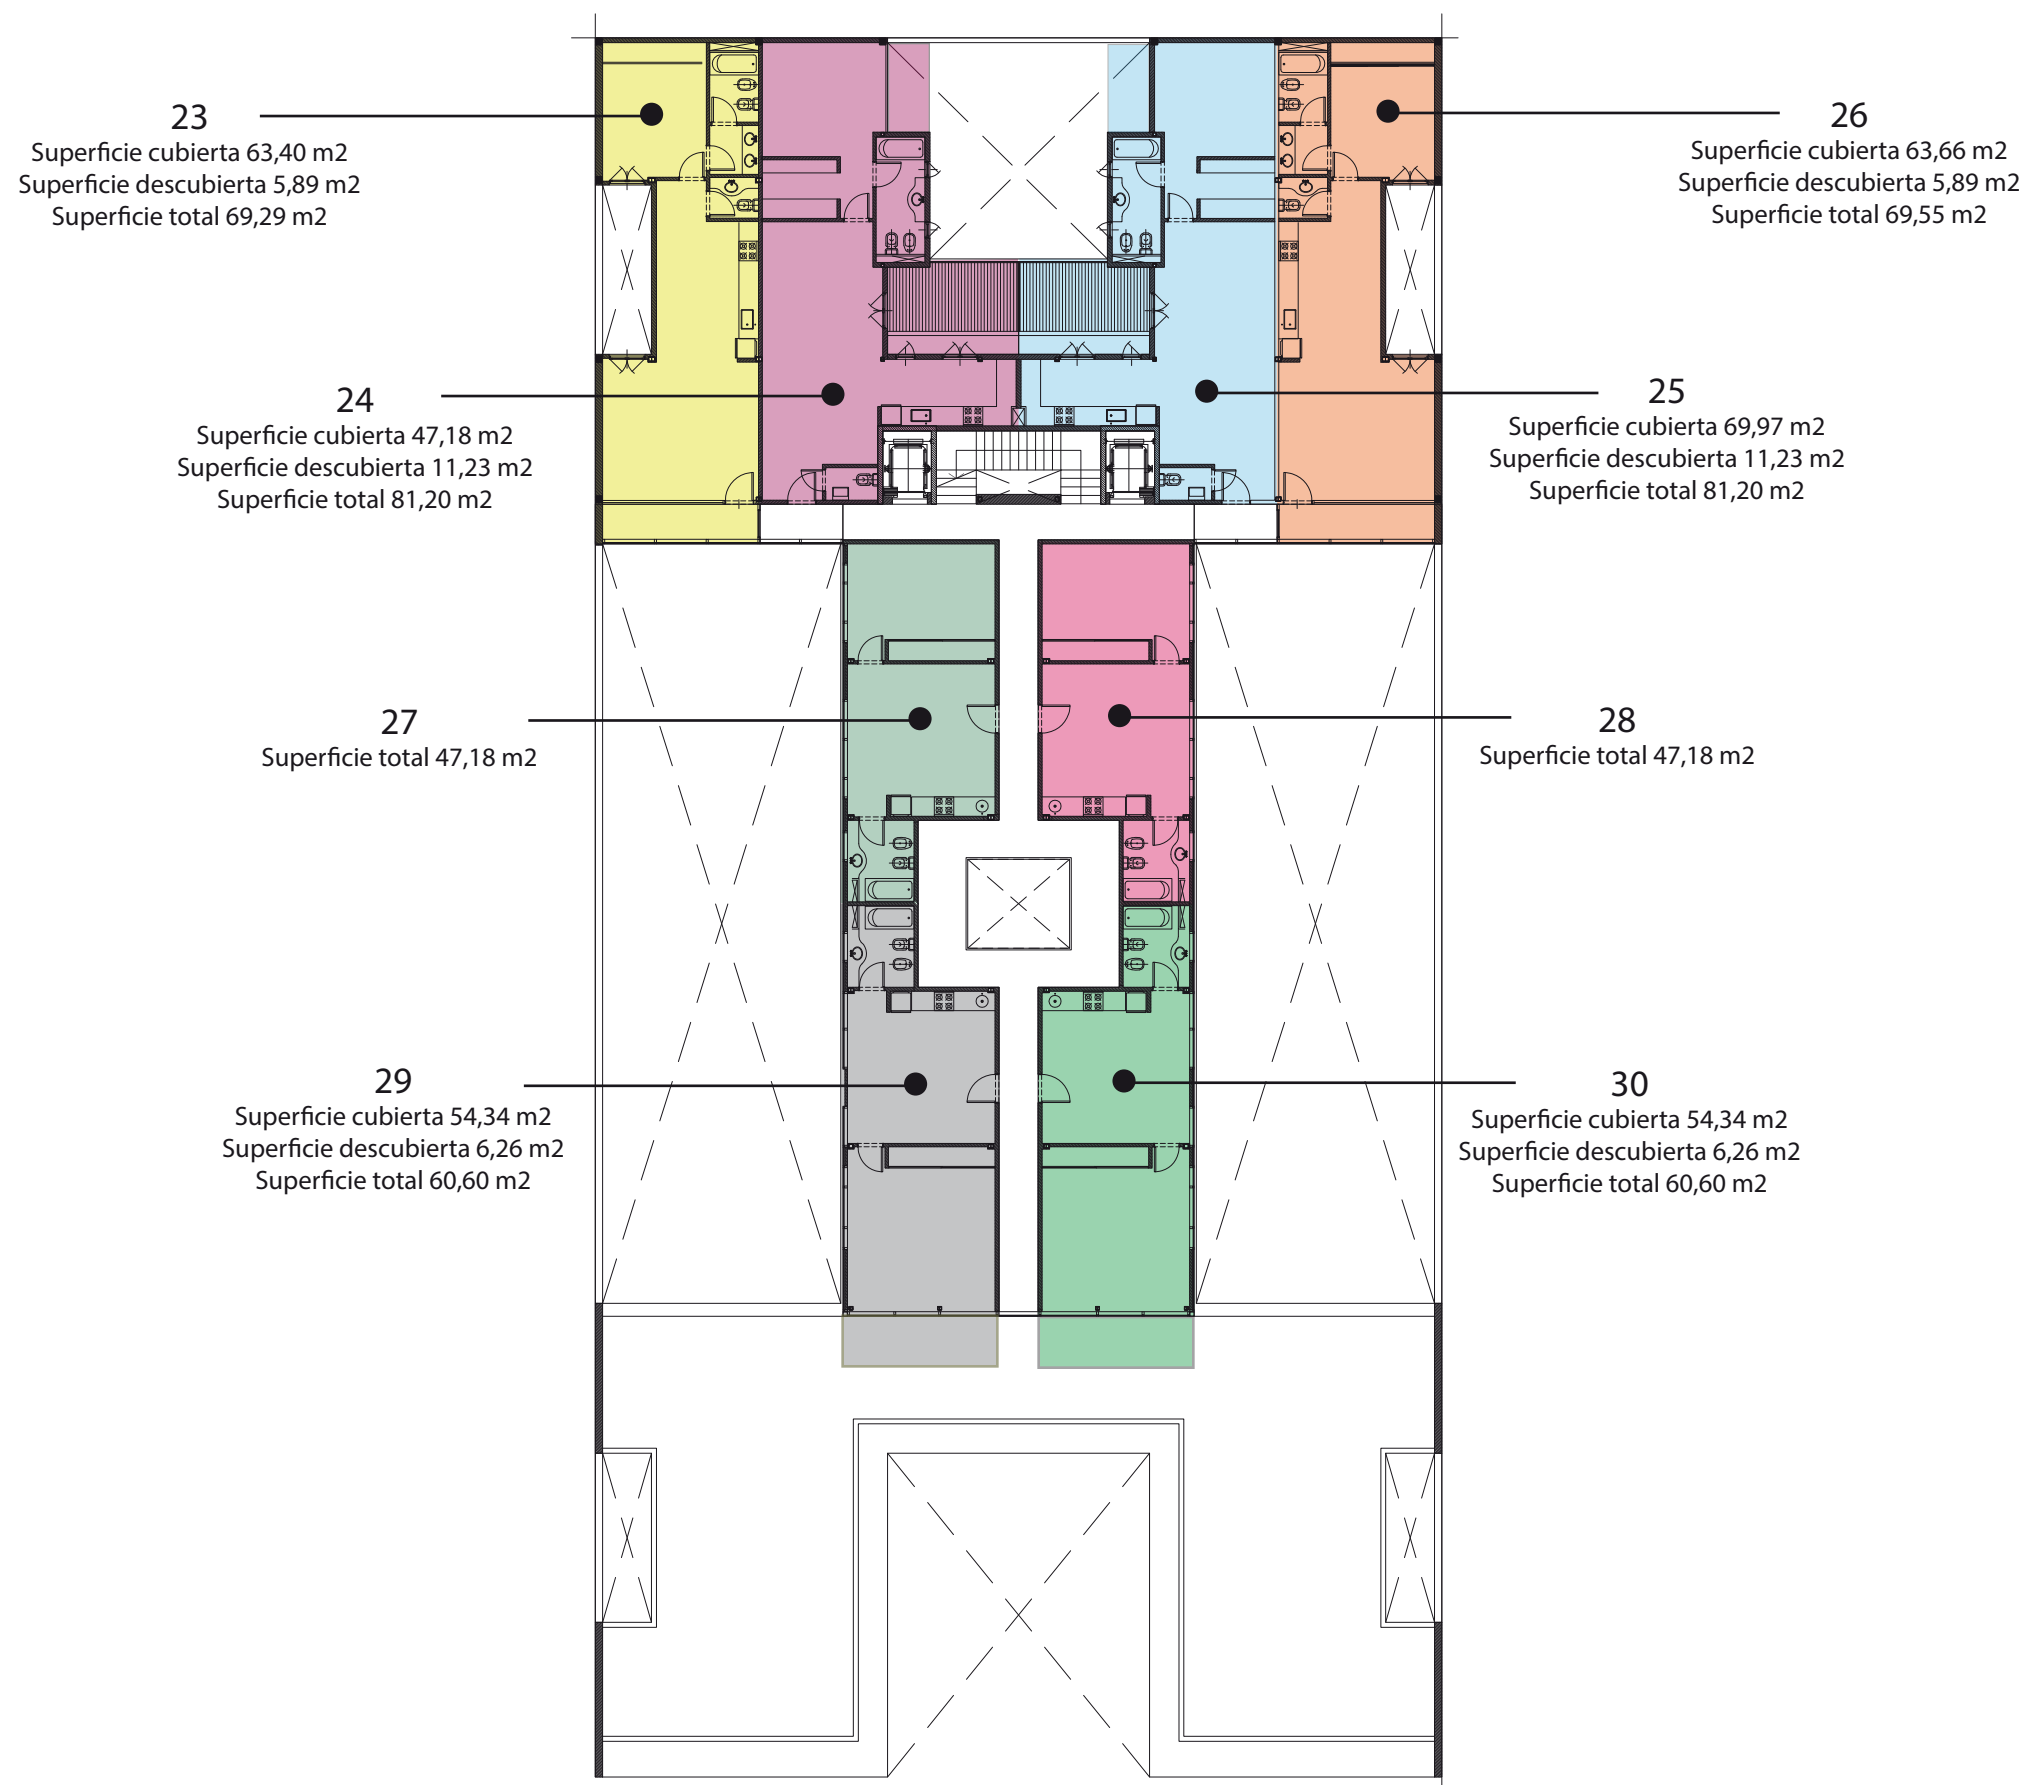 23
Superficie cubierta 63,40 m2
Superficie descubierta 5,89 m2
Superficie total 69,29 m2
26
Superficie cubierta 63,66 m2
Superficie descubierta 5,89 m2
Superficie total 69,55 m2
24
Superficie cubierta 47,18 m2
Superficie descubierta 11,23 m2
Superficie total 81,20 m2
25
Superficie cubierta 69,97 m2
Superficie descubierta 11,23 m2
Superficie total 81,20 m2
27
Superficie total 47,18 m2
28
Superficie total 47,18 m2
29
Superficie cubierta 54,34 m2
Superficie descubierta 6,26 m2
Superficie total 60,60 m2
30
Superficie cubierta 54,34 m2
Superficie descubierta 6,26 m2
Superficie total 60,60 m2